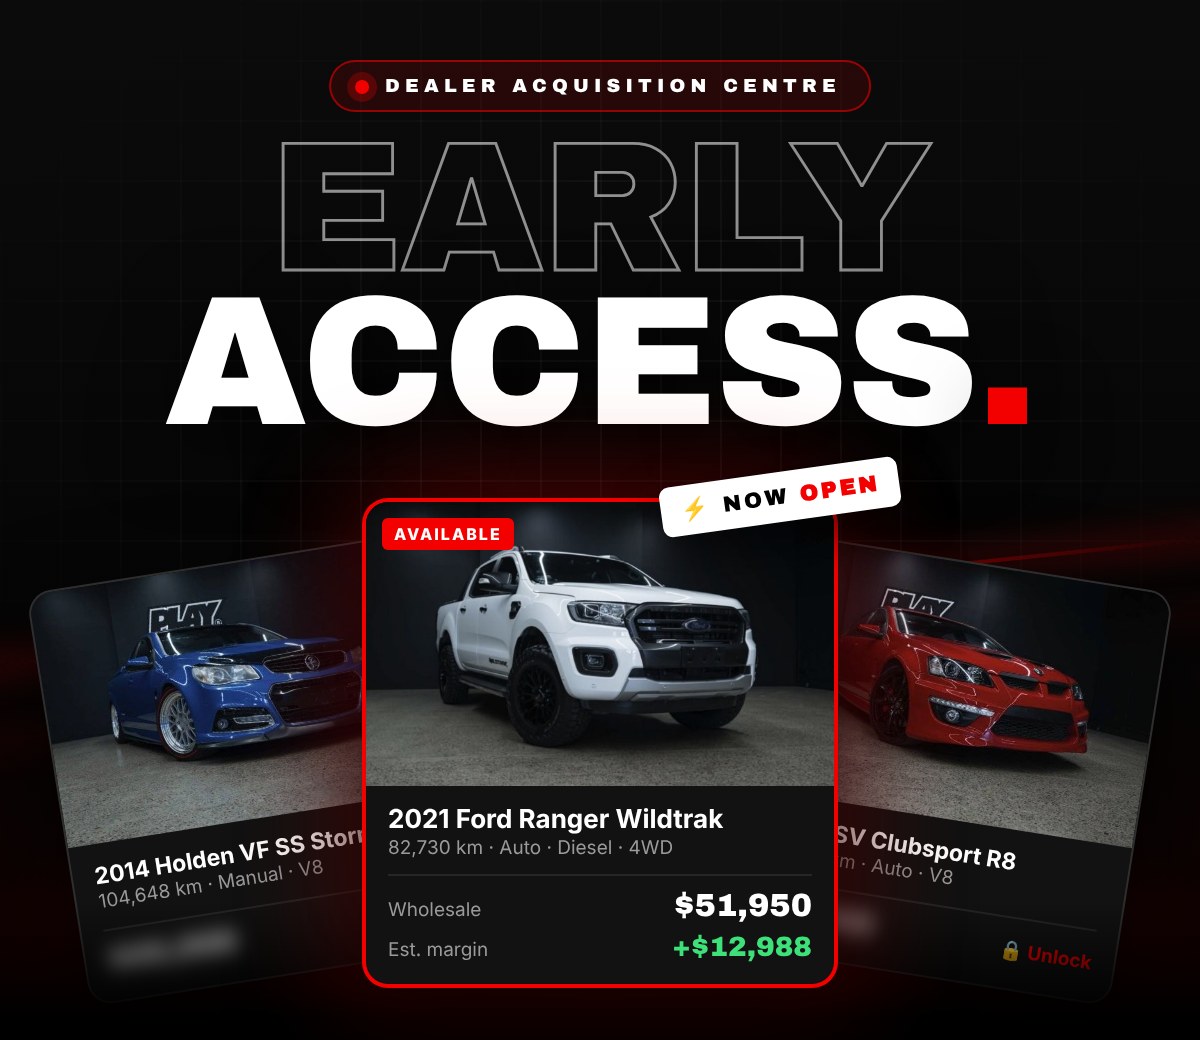 DEALER ACQUISITION CENTRE
EARLY
ACCESS.
⚡ NOW OPEN
AVAILABLE
PLAY
PLAY
2014 Holden VF SS Storm
104,648 km · Manual · V8
2021 Ford Ranger Wildtrak
82,730 km · Auto · Diesel · 4WD
Wholesale
$51,950
Est. margin
+$12,988
SV Clubsport R8
m · Auto · V8
🔒 Unlock